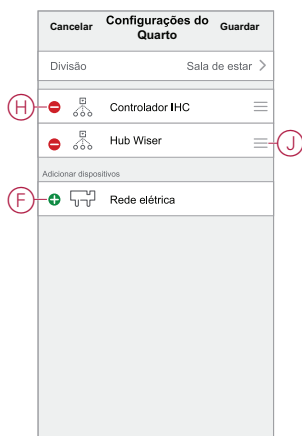 Cancelar
Configurações do
Quarto
Guardar
Divisão
Sala de estar >
H
Controlador IHC
Hub Wiser
J
Adicionar dispositivos
F
Rede elétrica